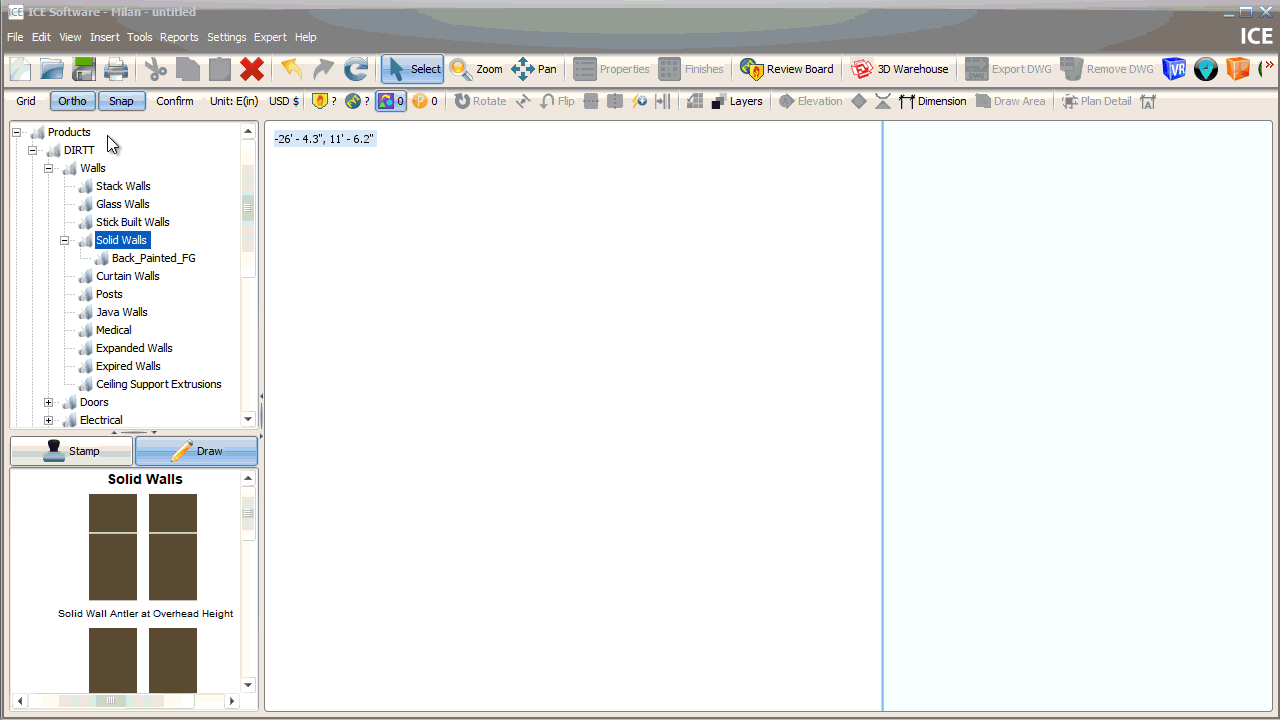 ICE ICE Software - Milan - untitled
File Edit View Insert Tools Reports Settings Expert Help
ICE
Select Zoom Pan Properties Finishes Review Board 3D Warehouse Export DWG Remove DWG VR
Grid Ortho Snap Confirm Unit: E(in) USD $ ? ? 0 0 Rotate Flip Layers Elevation Dimension Draw Area Plan Detail
Products
DIRTT
Walls
Stack Walls
Glass Walls
Stick Built Walls
Solid Walls
Back_Painted_FG
Curtain Walls
Posts
Java Walls
Medical
Expanded Walls
Expired Walls
Ceiling Support Extrusions
Doors
Electrical
Stamp Draw
Solid Walls
Solid Wall Antler at Overhead Height
-26' - 4.3", 11' - 6.2"